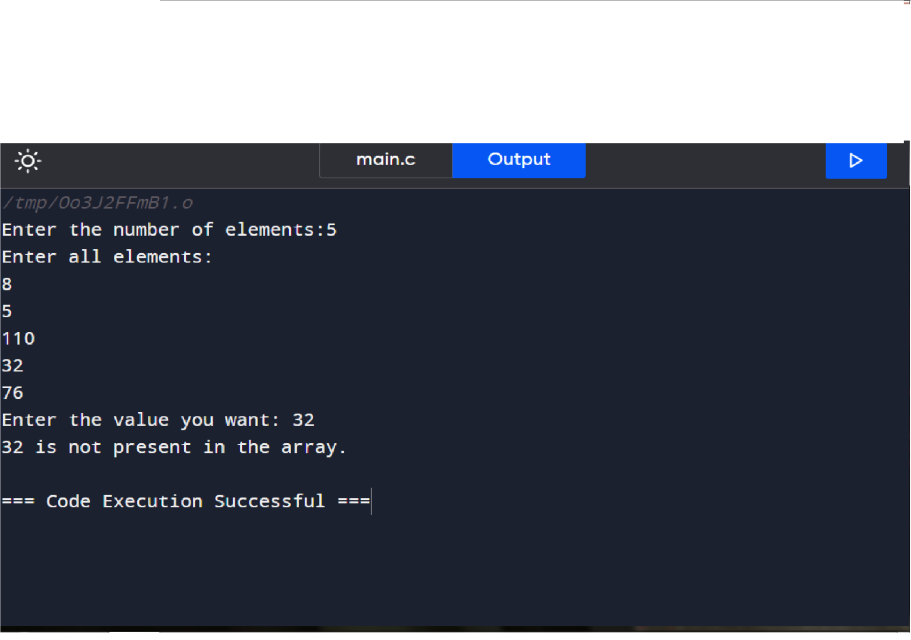 main.c Output
/tmp/Oo3J2FFmB1.o
Enter the number of elements:5
Enter all elements:
8
5
110
32
76
Enter the value you want: 32
32 is not present in the array.
=== Code Execution Successful ===